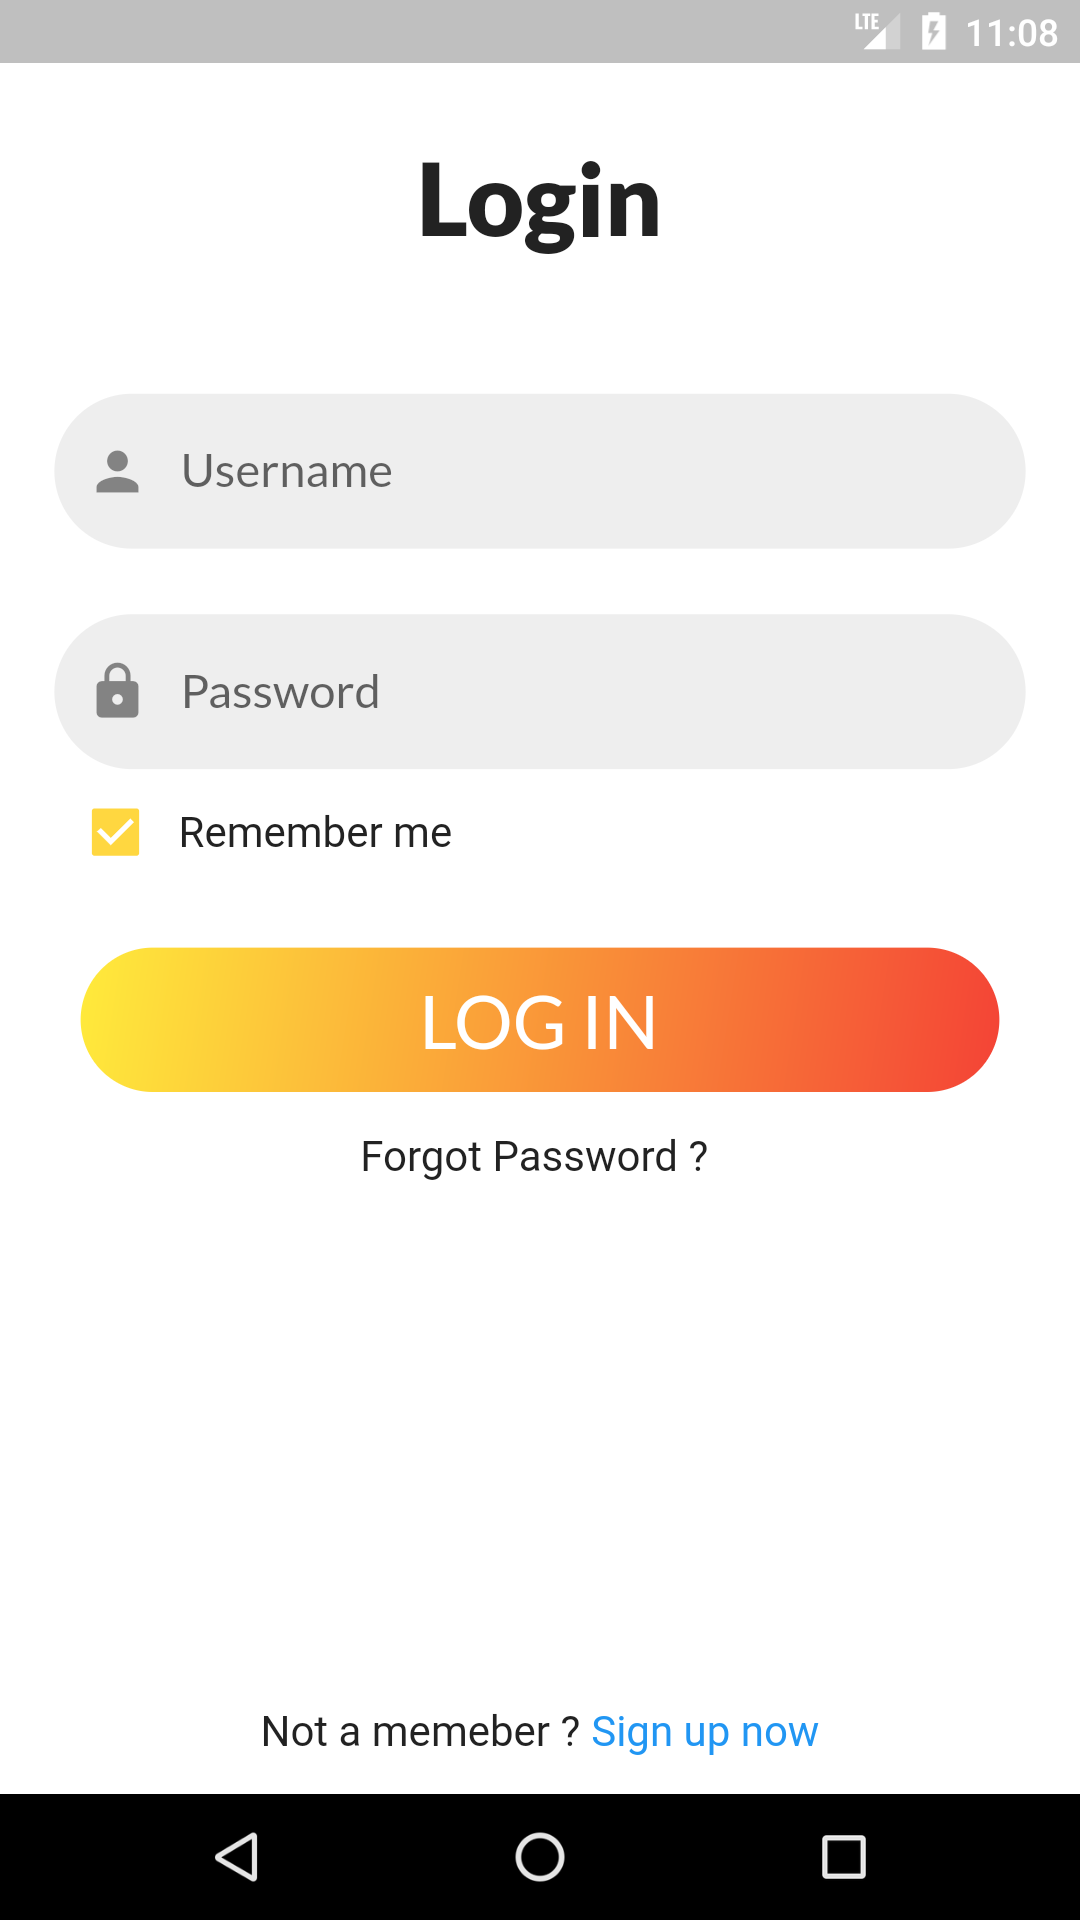 LTE 11:08
Login
Username
Password
Remember me
LOG IN
Forgot Password ?
Not a memeber ? Sign up now